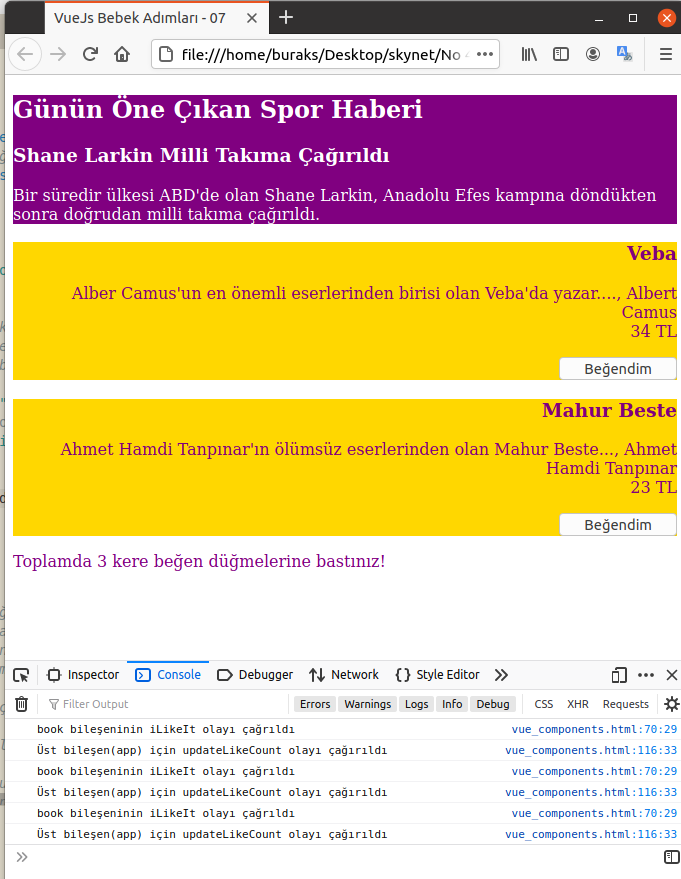 VueJs Bebek Adımları - 07
file:///home/buraks/Desktop/skynet/No
Günün Öne Çıkan Spor Haberi
Shane Larkin Milli Takıma Çağırıldı
Bir süredir ülkesi ABD'de olan Shane Larkin, Anadolu Efes kampına döndükten
sonra doğrudan milli takıma çağırıldı.
Veba
Alber Camus'un en önemli eserlerinden birisi olan Veba'da yazar...., Albert
Camus
34 TL
Beğendim
Mahur Beste
Ahmet Hamdi Tanpınar'ın ölümsüz eserlerinden olan Mahur Beste..., Ahmet
Hamdi Tanpınar
23 TL
Beğendim
Toplamda 3 kere beğen düğmelerine bastınız!
Inspector Console Debugger Network Style Editor
Filter Output Errors Warnings Logs Info Debug CSS XHR Requests
book bileşeninin iLikeIt olayı çağrıldı vue_components.html:70:29
Üst bileşen(app) için updateLikeCount olayı çağırıldı vue_components.html:116:33
book bileşeninin iLikeIt olayı çağrıldı vue_components.html:70:29
Üst bileşen(app) için updateLikeCount olayı çağırıldı vue_components.html:116:33
book bileşeninin iLikeIt olayı çağrıldı vue_components.html:70:29
Üst bileşen(app) için updateLikeCount olayı çağırıldı vue_components.html:116:33